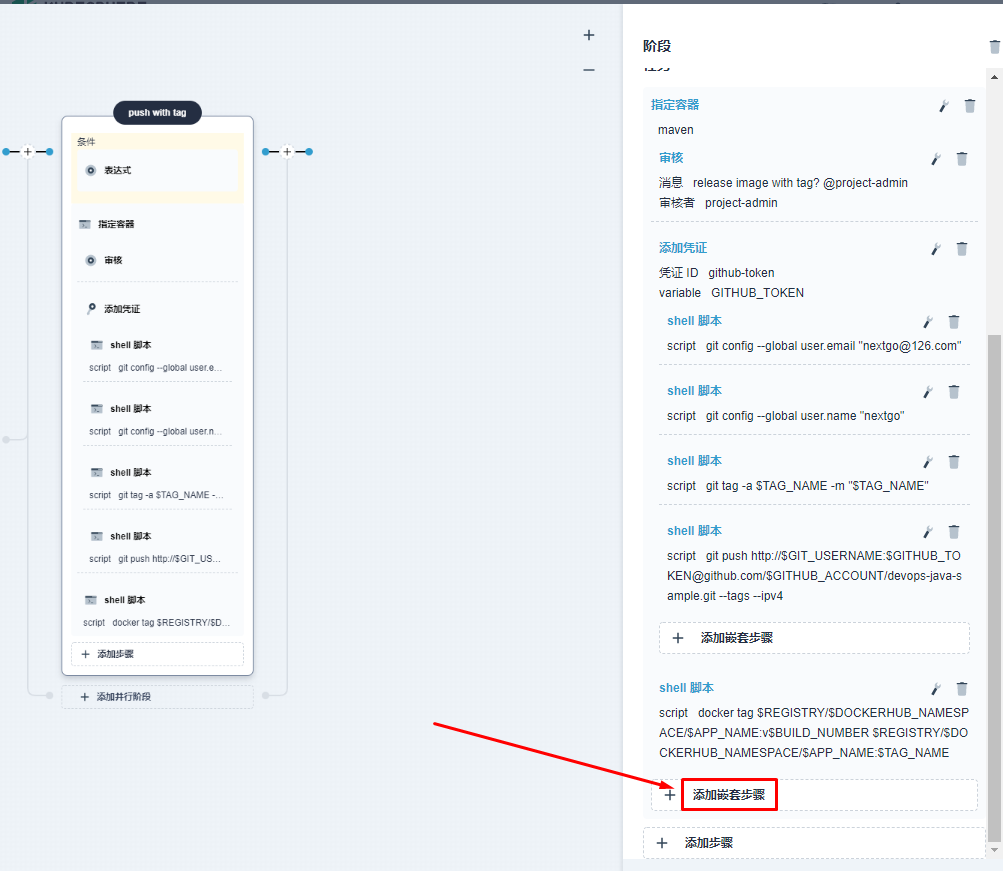 push with tag
条件
表达式
指定容器
审核
添加凭证
shell 脚本
script git config --global user.e...
shell 脚本
script git config --global user.n...
shell 脚本
script git tag -a $TAG_NAME -...
shell 脚本
script git push http://$GIT_US...
shell 脚本
script docker tag $REGISTRY/$D...
+ 添加步骤
+ 添加并行阶段
阶段
任务
指定容器
maven
审核
消息 release image with tag? @project-admin
审核者 project-admin
添加凭证
凭证 ID github-token
variable GITHUB_TOKEN
shell 脚本
script git config --global user.email "nextgo@126.com"
shell 脚本
script git config --global user.name "nextgo"
shell 脚本
script git tag -a $TAG_NAME -m "$TAG_NAME"
shell 脚本
script git push http://$GIT_USERNAME:$GITHUB_TO
KEN@github.com/$GITHUB_ACCOUNT/devops-java-s
ample.git --tags --ipv4
+ 添加嵌套步骤
shell 脚本
script docker tag $REGISTRY/$DOCKERHUB_NAMESP
ACE/$APP_NAME:v$BUILD_NUMBER $REGISTRY/$DO
CKERHUB_NAMESPACE/$APP_NAME:$TAG_NAME
+ 添加嵌套步骤
+ 添加步骤